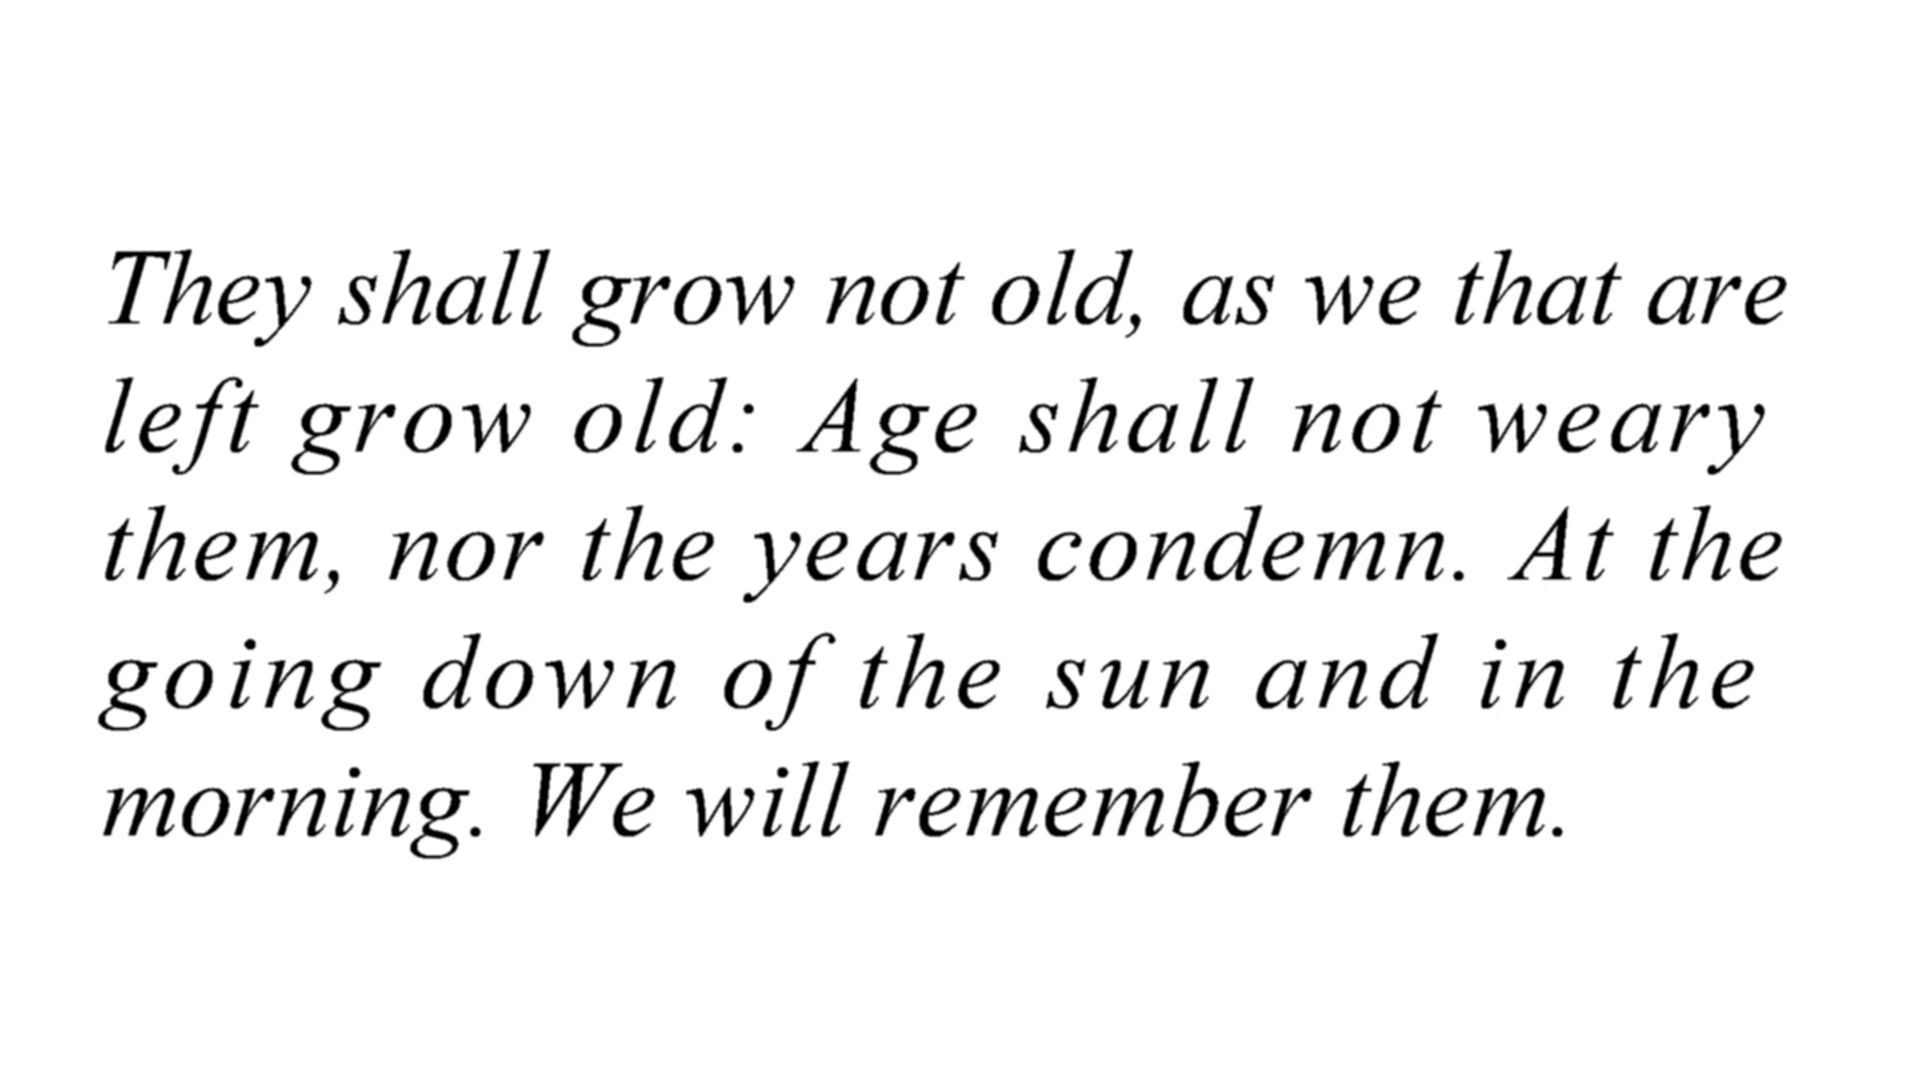 They shall grow not old, as we that are
left grow old: Age shall not weary
them, nor the years condemn. At the
going down of the sun and in the
morning. We will remember them.